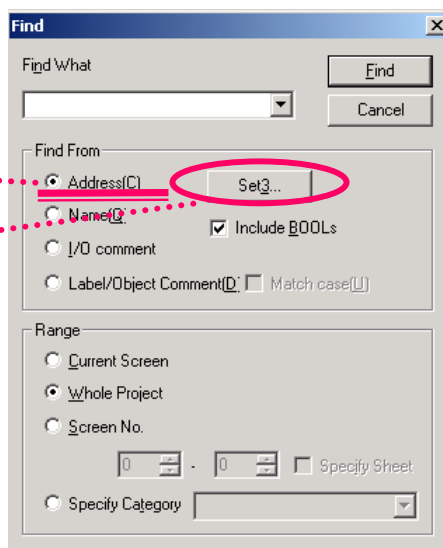 Find
Find What
Find
Cancel
Find From
Address(C)
Set3...
Name(Q)
Include BOOLs
I/O comment
Label/Object Comment(D)
Match case(U)
Range
Current Screen
Whole Project
Screen No.
0 - 0
Specify Sheet
Specify Category